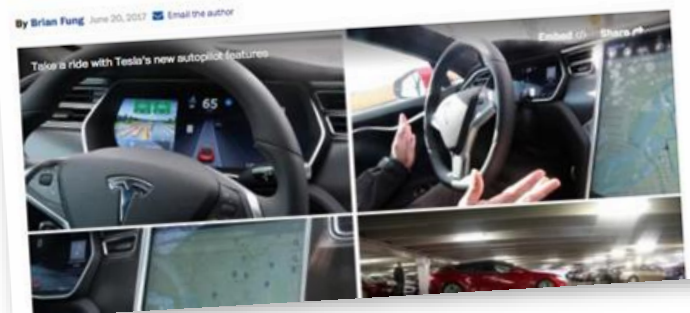 By Brian Fung June 20, 2017 Email the author
Take a ride with Tesla's new autopilot features
Embed Share
65